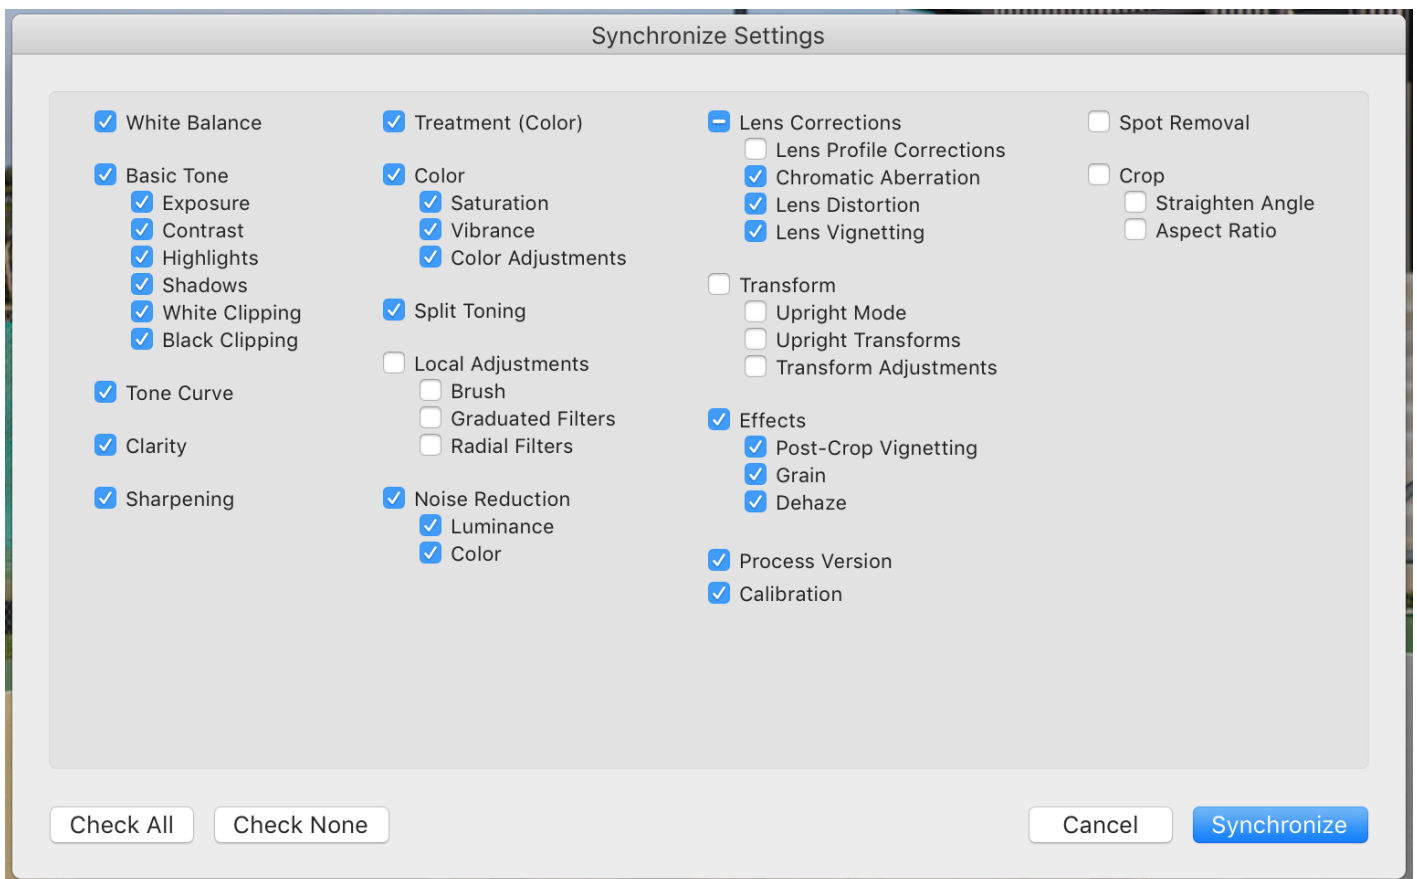 Synchronize Settings
White Balance
Basic Tone
Exposure
Contrast
Highlights
Shadows
White Clipping
Black Clipping
Tone Curve
Clarity
Sharpening
Treatment (Color)
Color
Saturation
Vibrance
Color Adjustments
Split Toning
Local Adjustments
Brush
Graduated Filters
Radial Filters
Noise Reduction
Luminance
Color
Lens Corrections
Lens Profile Corrections
Chromatic Aberration
Lens Distortion
Lens Vignetting
Transform
Upright Mode
Upright Transforms
Transform Adjustments
Effects
Post-Crop Vignetting
Grain
Dehaze
Process Version
Calibration
Spot Removal
Crop
Straighten Angle
Aspect Ratio
Check All
Check None
Cancel
Synchronize